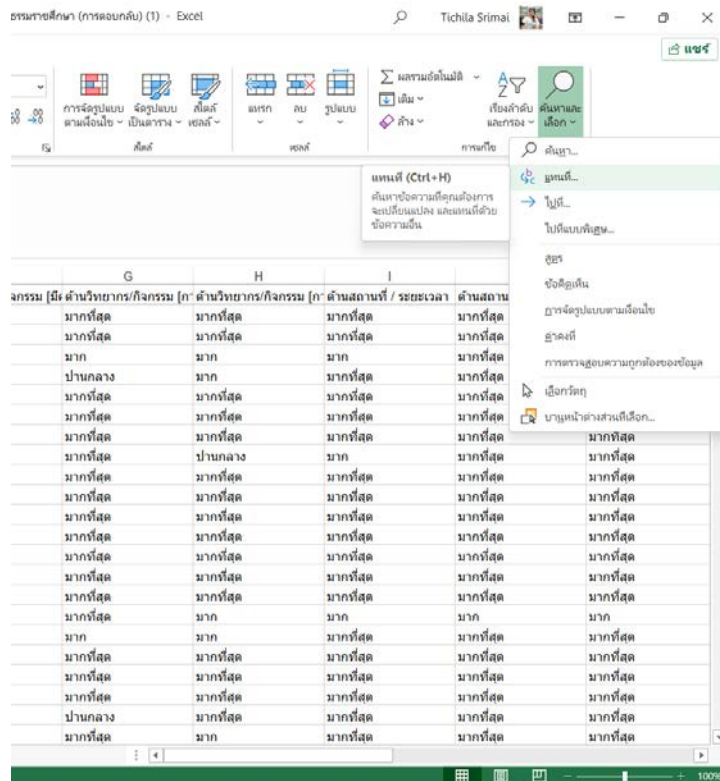 ธรรมราชศึกษา (การตอบกลับ) (1) - Excel
Tichila Srimai
แชร์
การจัดรูปแบบ
ตามเงื่อนไข
จัดรูปแบบ
เป็นตาราง
สไตล์
เซลล์
แทรก
ลบ
รูปแบบ
ผลรวมอัตโนมัติ
เติม
ล้าง
เรียงลำดับ
และกรอง
ค้นหาและ
เลือก
สไตล์
เซลล์
การแก้ไข
แทนที่ (Ctrl+H)
ค้นหาข้อความที่คุณต้องการ
จะเปลี่ยนแปลง และแทนที่ด้วย
ข้อความอื่น
ค้นหา...
แทนที่...
ไปที่...
ไปที่แบบพิเศษ...
สูตร
ข้อคิดเห็น
การจัดรูปแบบตามเงื่อนไข
ค่าคงที่
การตรวจสอบความถูกต้องของข้อมูล
เลือกวัตถุ
บานหน้าต่างส่วนที่เลือก...
G H I
ด้านวิทยากร/กิจกรรม [กา ด้านวิทยากร/กิจกรรม [กา ด้านสถานที่ / ระยะเวลา ด้านสถาน
มากที่สุด มากที่สุด มากที่สุด มากที่สุด
มากที่สุด มากที่สุด มากที่สุด มากที่สุด
มาก มาก มาก มากที่สุด
ปานกลาง มาก มากที่สุด มากที่สุด
มากที่สุด มากที่สุด มากที่สุด มากที่สุด
มากที่สุด มากที่สุด มากที่สุด มากที่สุด
มากที่สุด มากที่สุด มากที่สุด มากที่สุด มากที่สุด
มากที่สุด ปานกลาง มาก มากที่สุด มากที่สุด
มากที่สุด มากที่สุด มากที่สุด มากที่สุด มากที่สุด
มากที่สุด มากที่สุด มากที่สุด มากที่สุด มากที่สุด
มากที่สุด มากที่สุด มากที่สุด มากที่สุด มากที่สุด
มากที่สุด มากที่สุด มากที่สุด มากที่สุด มากที่สุด
มากที่สุด มากที่สุด มากที่สุด มากที่สุด มากที่สุด
มากที่สุด มากที่สุด มากที่สุด มากที่สุด มากที่สุด
มากที่สุด มากที่สุด มากที่สุด มากที่สุด มากที่สุด
มากที่สุด มาก มาก มาก มาก
มาก มาก มากที่สุด มากที่สุด มากที่สุด
มากที่สุด มากที่สุด มากที่สุด มากที่สุด มากที่สุด
มากที่สุด มากที่สุด มากที่สุด มากที่สุด มากที่สุด
มากที่สุด มากที่สุด มากที่สุด มากที่สุด มากที่สุด
ปานกลาง มากที่สุด มากที่สุด มากที่สุด มากที่สุด
มากที่สุด มาก มากที่สุด มากที่สุด มากที่สุด
100%